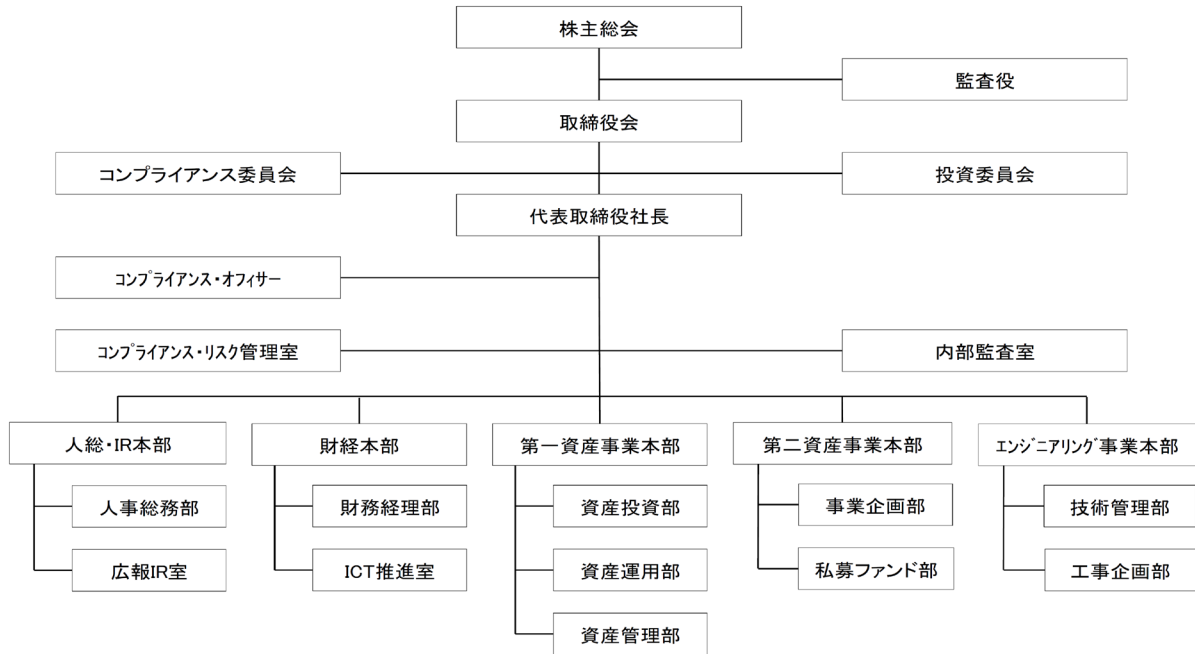 株主総会
監査役
取締役会
コンプライアンス委員会
投資委員会
代表取締役社長
ｺﾝﾌﾟﾗｲｱﾝｽ・ｵﾌｨｻｰ
ｺﾝﾌﾟﾗｲｱﾝｽ・ﾘｽｸ管理室
内部監査室
人総・IR本部
財経本部
第一資産事業本部
第二資産事業本部
ｴﾝｼﾞﾆｱﾘﾝｸﾞ事業本部
人事総務部
財務経理部
資産投資部
事業企画部
技術管理部
広報IR室
ICT推進室
資産運用部
私募ファンド部
工事企画部
資産管理部